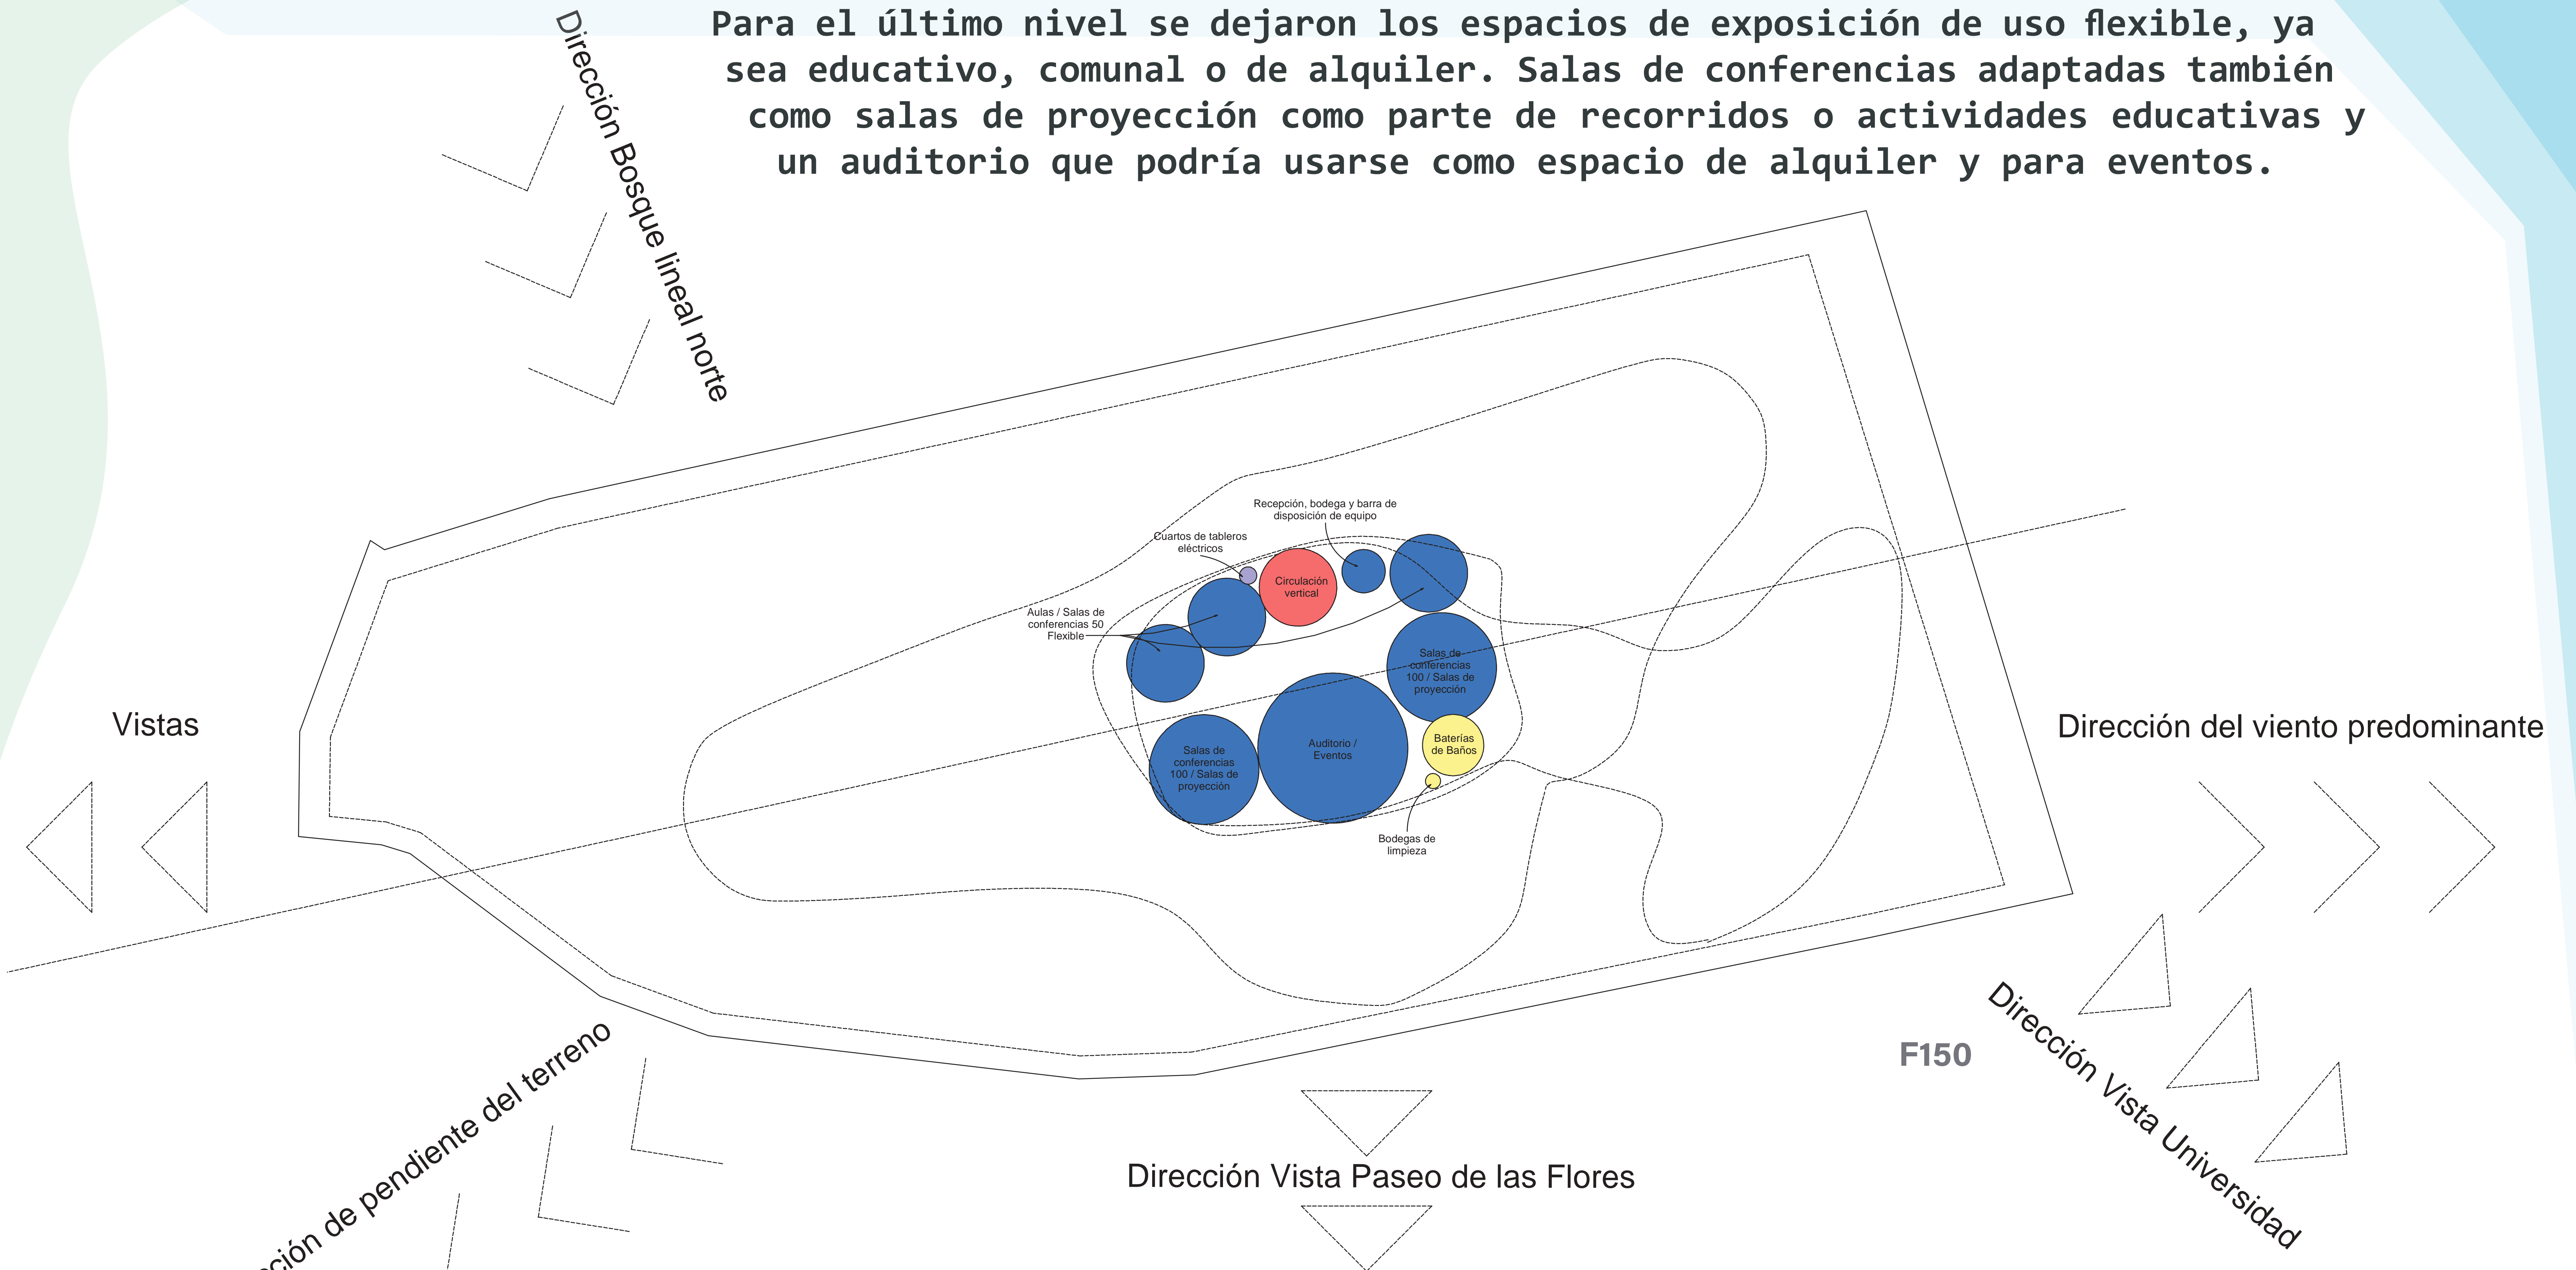 Para el último nivel se dejaron los espacios de exposición de uso flexible, ya
sea educativo, comunal o de alquiler. Salas de conferencias adaptadas también
como salas de proyección como parte de recorridos o actividades educativas y
un auditorio que podría usarse como espacio de alquiler y para eventos.
Dirección Bosque lineal norte
Recepción, bodega y barra de
disposición de equipo
Cuartos de tableros
eléctricos
Circulación
vertical
Aulas / Salas de
conferencias 50
Flexible
Salas de
conferencias
100 / Salas de
proyección
Vistas
Dirección del viento predominante
Auditorio /
Eventos
Baterías
de Baños
Salas de
conferencias
100 / Salas de
proyección
Bodegas de
limpieza
F150
Dirección Vista Universidad
cción de pendiente del terreno
Dirección Vista Paseo de las Flores